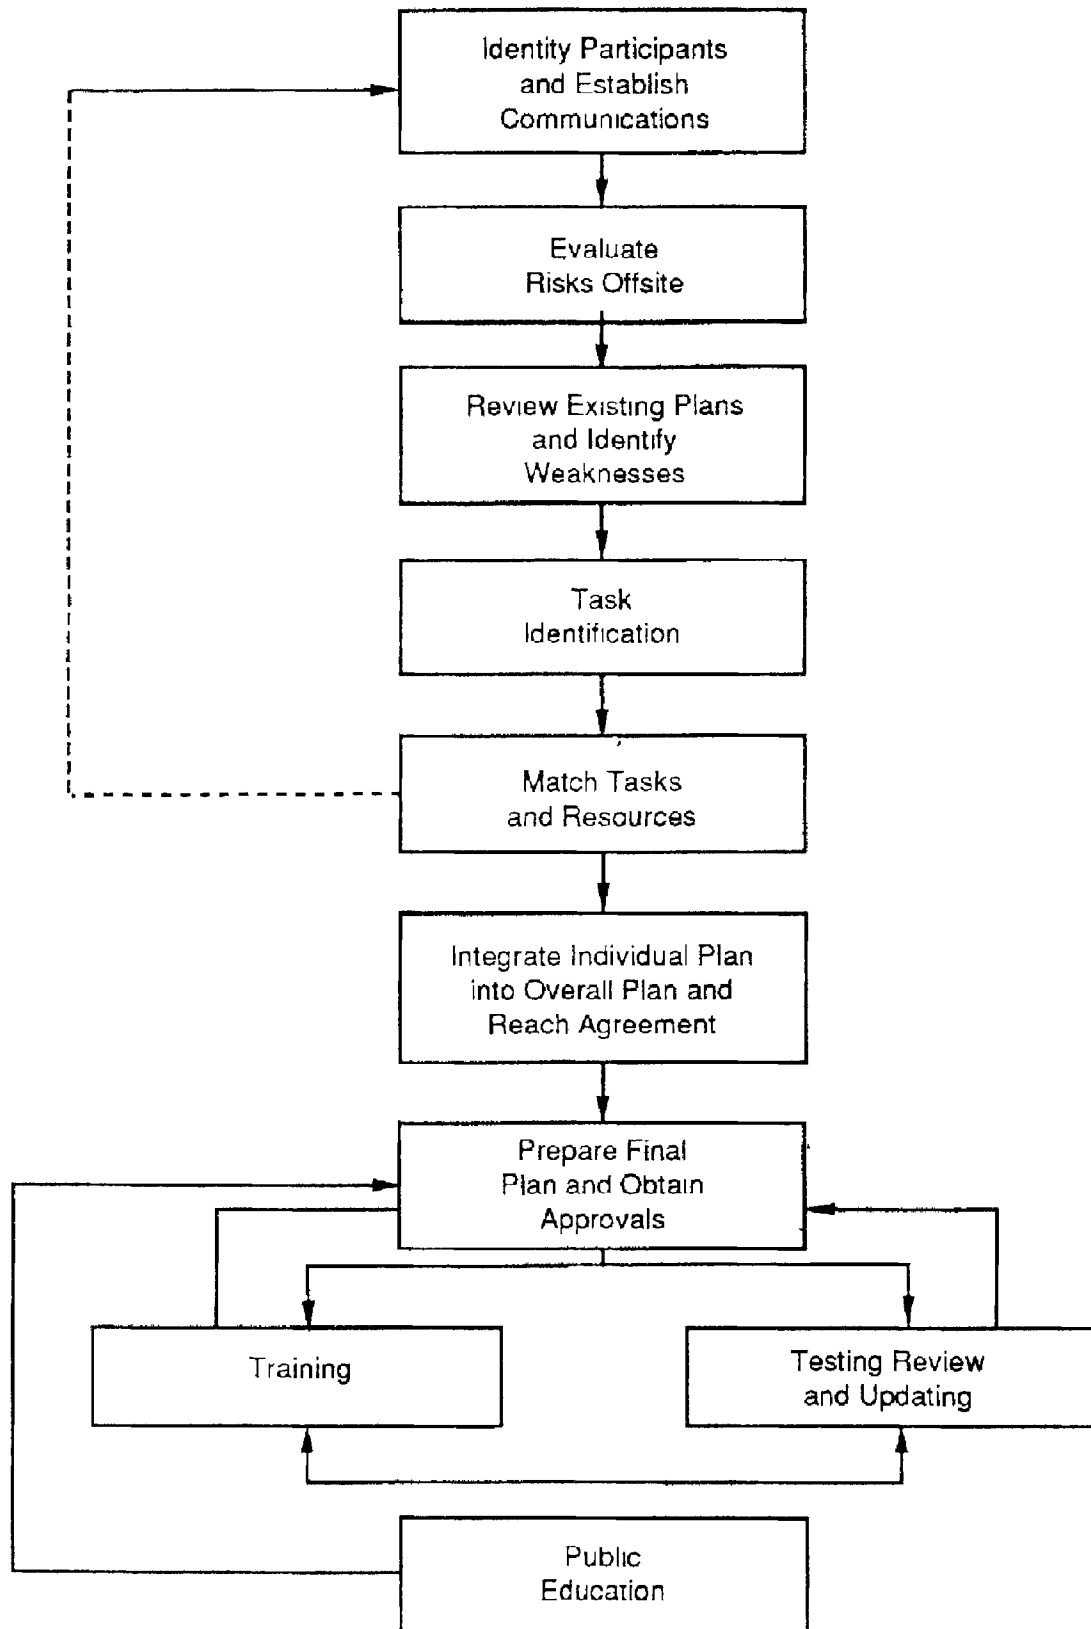 Identity Participants
and Establish
Communications
Evaluate
Risks Offsite
Review Existing Plans
and Identify
Weaknesses
Task
Identification
Match Tasks
and Resources
Integrate Individual Plan
into Overall Plan and
Reach Agreement
Prepare Final
Plan and Obtain
Approvals
Training
Testing Review
and Updating
Public
Education